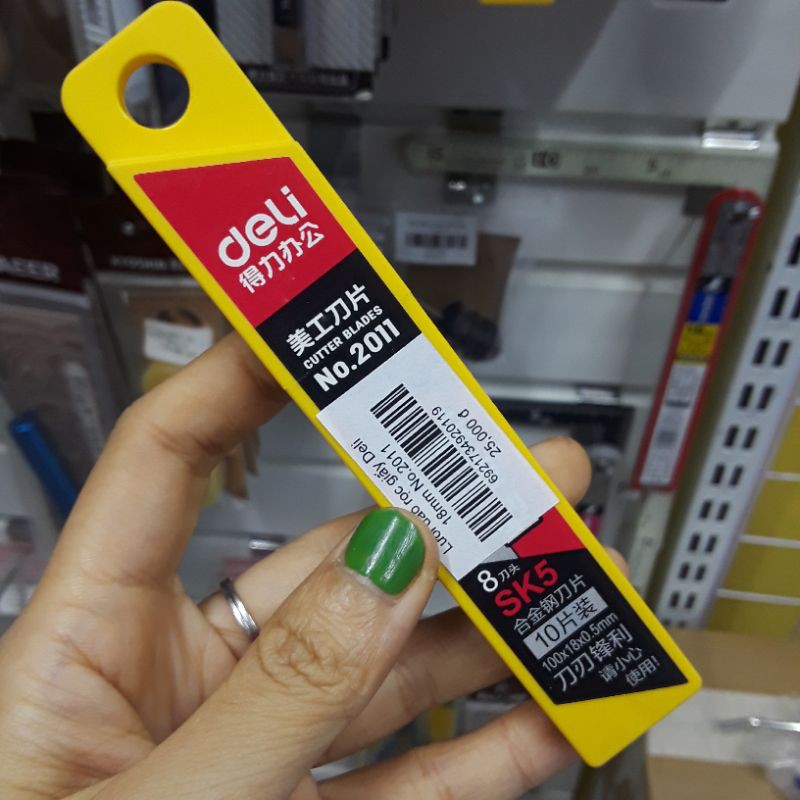 deli
得力办公
美工刀片
CUTTER BLADES
No.2011
Lưỡi dao rọc giấy Deli
18mm No.2011
6921734920119
25,000 đ
8刀头
SK5
合金钢刀片
10片装
100x18x0.5mm
刀刃锋利
请小心
使用!